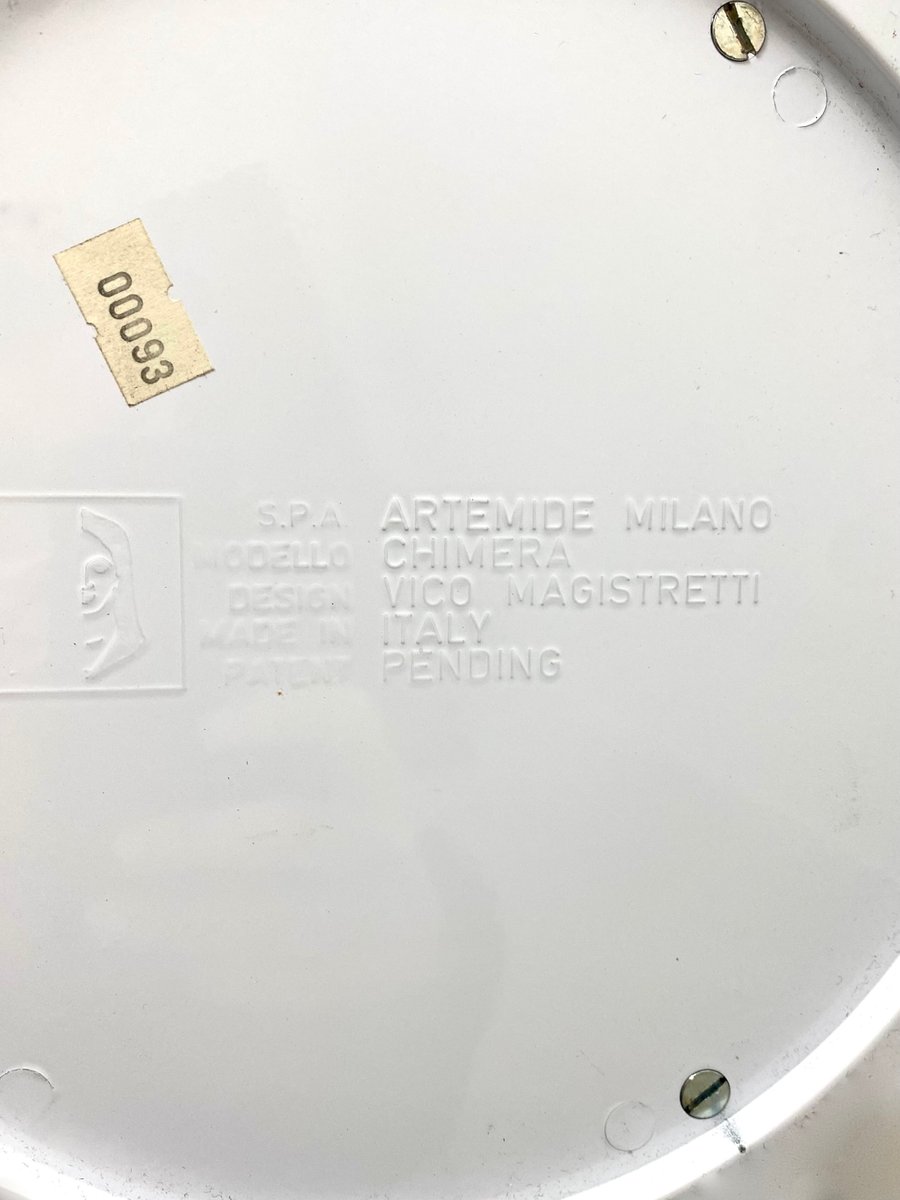 00093
S.P.A. ARTEMIDE MILANO
MODELLO CHIMERA
DESIGN VICO MAGISTRETTI
MADE IN ITALY
PATENT PENDING